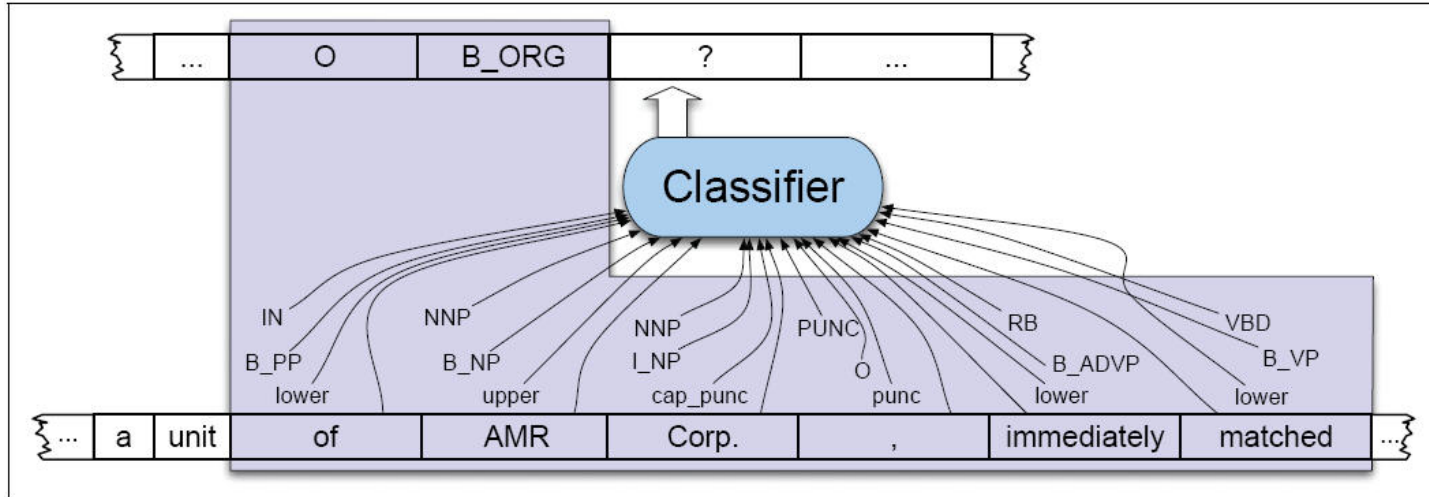 ... O B_ORG ? ...
Classifier
IN NNP NNP PUNC RB VBD
B_PP B_NP I_NP O B_ADVP B_VP
lower upper cap_punc punc lower lower
... a unit of AMR Corp. , immediately matched ...